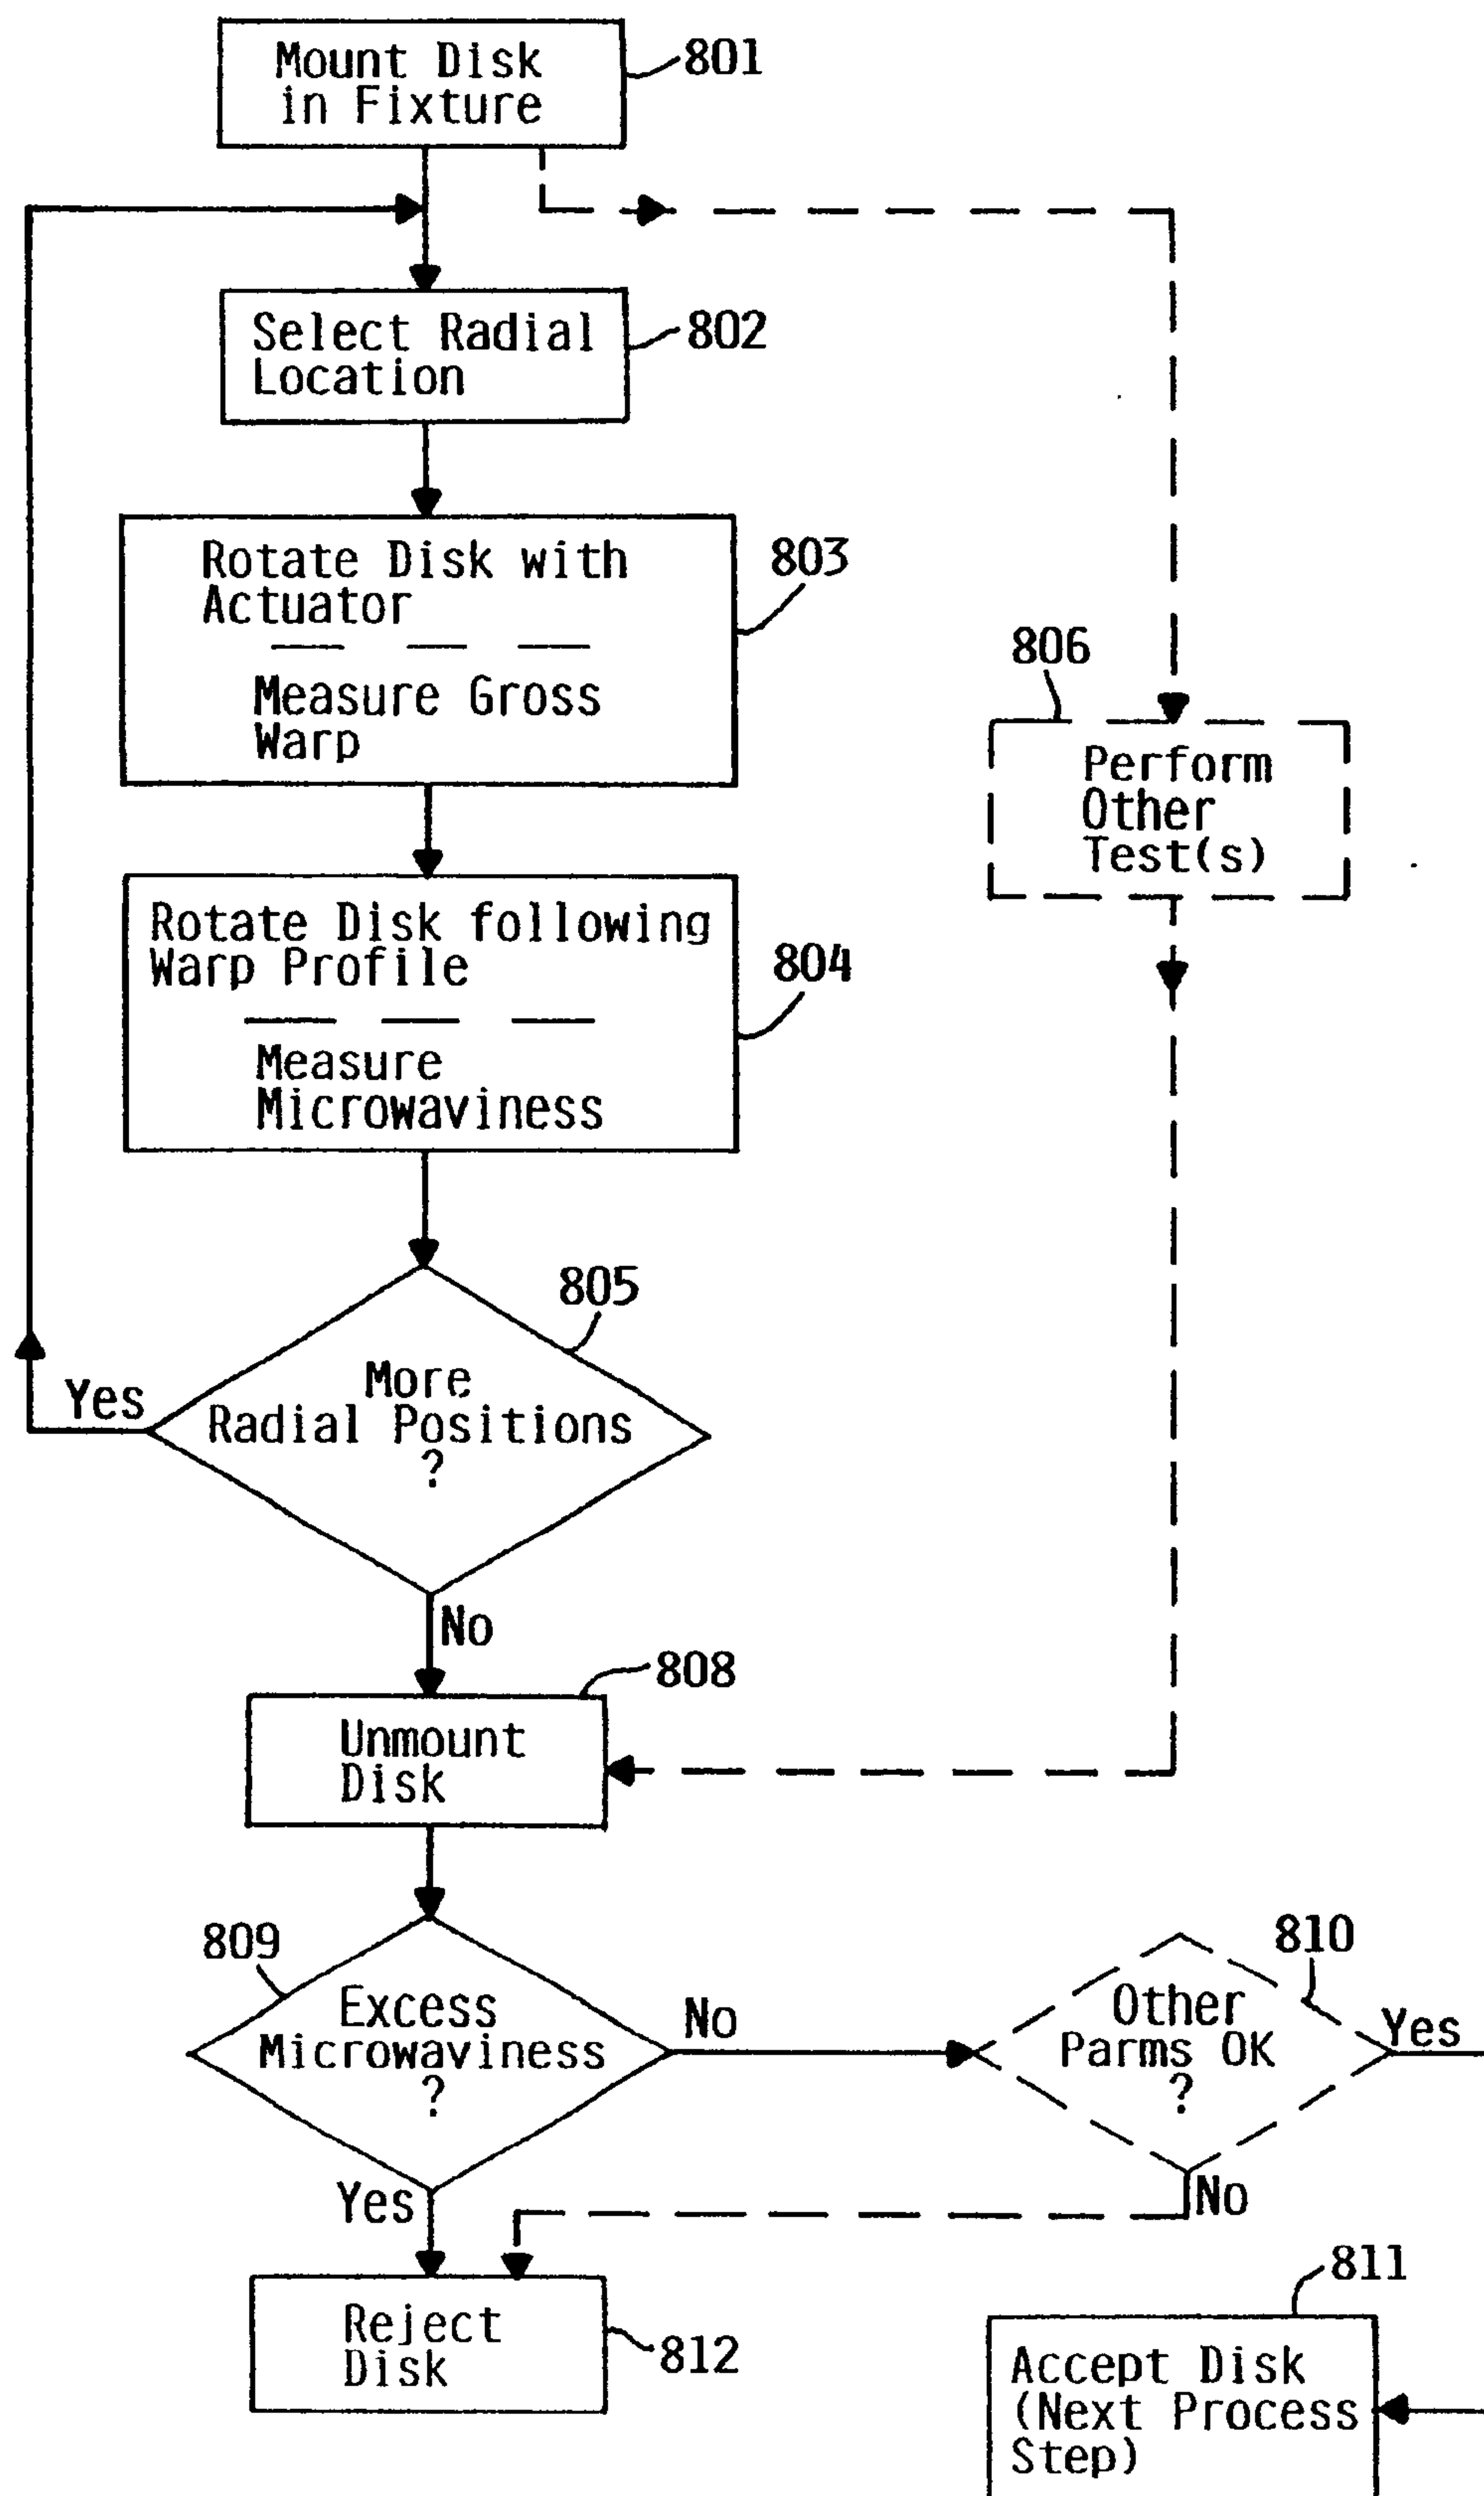 Mount Disk
in Fixture
801
Select Radial
Location
802
Rotate Disk with
Actuator
Measure Gross
Warp
803
806
Perform
Other
Test(s)
Rotate Disk following
Warp Profile
Measure
Microwaviness
804
805
More
Radial Positions
?
Yes
No
808
Unmount
Disk
809
Excess
Microwaviness
?
No
Yes
810
Other
Parms OK
?
Yes
No
Reject
Disk
812
811
Accept Disk
(Next Process
Step)